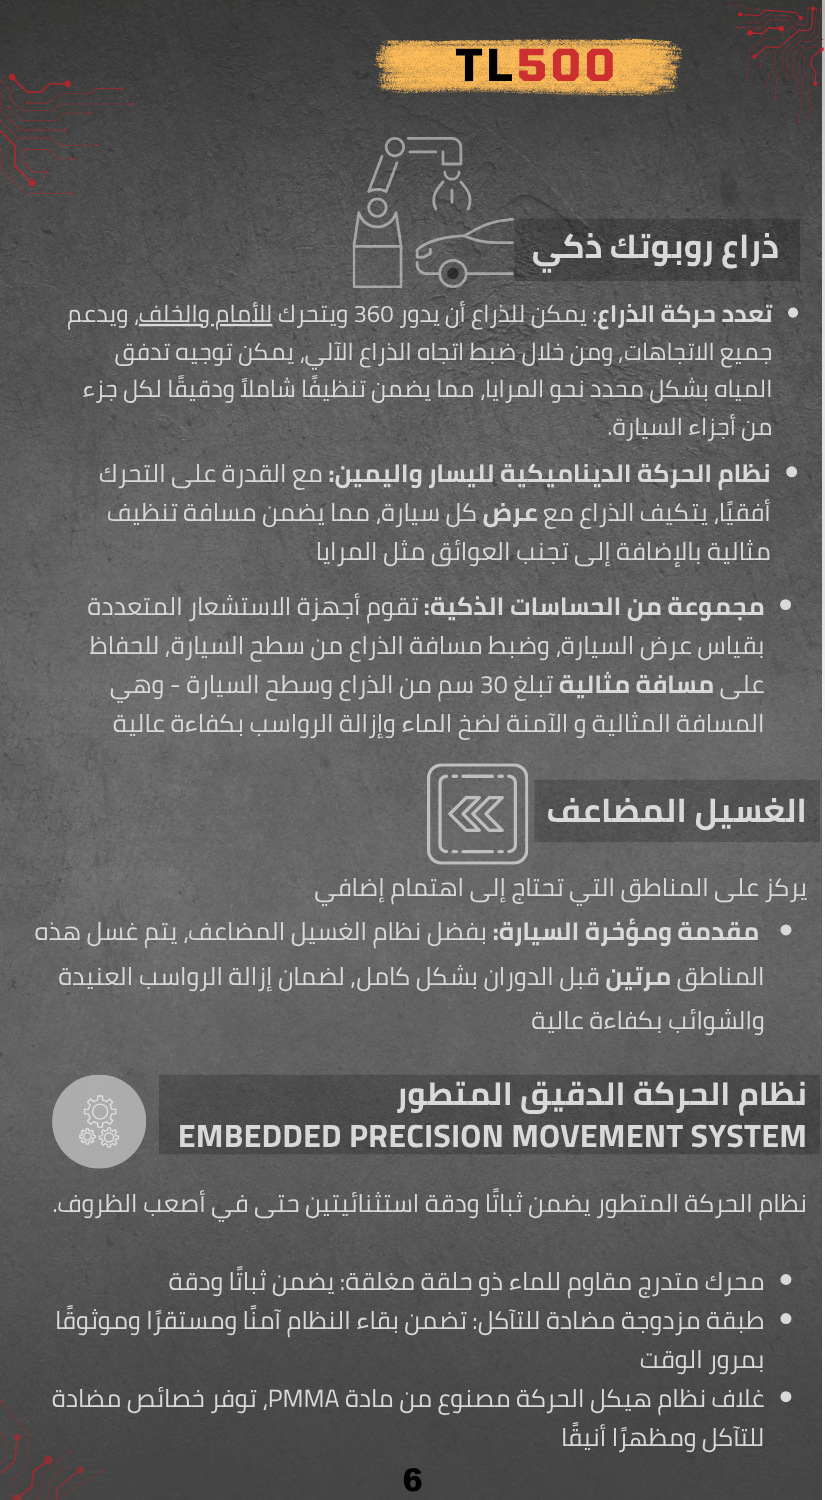 TL500
ذراع روبوتك ذكي
• تعدد حركة الذراع: يمكن للذراع أن يدور 360 ويتحرك للأمام والخلف, ويدعم
جميع الاتجاهات, ومن خلال ضبط اتجاه الذراع الآلي, يمكن توجيه تدفق
المياه بشكل محدد نحو المرايا, مما يضمن تنظيفًا شاملاً ودقيقًا لكل جزء
من أجزاء السيارة.
• نظام الحركة الديناميكية لليسار واليمين: مع القدرة على التحرك
أفقيًا, يتكيف الذراع مع عرض كل سيارة, مما يضمن مسافة تنظيف
مثالية بالإضافة إلى تجنب العوائق مثل المرايا
• مجموعة من الحساسات الذكية: تقوم أجهزة الاستشعار المتعددة
بقياس عرض السيارة, وضبط مسافة الذراع من سطح السيارة, للحفاظ
على مسافة مثالية تبلغ 30 سم من الذراع وسطح السيارة - وهي
المسافة المثالية و الآمنة لضخ الماء وإزالة الرواسب بكفاءة عالية
الغسيل المضاعف
يركز على المناطق التي تحتاج إلى اهتمام إضافي
• مقدمة ومؤخرة السيارة: بفضل نظام الغسيل المضاعف, يتم غسل هذه
المناطق مرتين قبل الدوران بشكل كامل, لضمان إزالة الرواسب العنيدة
والشوائب بكفاءة عالية
نظام الحركة الدقيق المتطور
EMBEDDED PRECISION MOVEMENT SYSTEM
نظام الحركة المتطور يضمن ثباتًا ودقة استثنائيتين حتى في أصعب الظروف.
• محرك متدرج مقاوم للماء ذو حلقة مغلقة: يضمن ثباتًا ودقة
• طبقة مزدوجة مضادة للتآكل: تضمن بقاء النظام آمنًا ومستقرًا وموثوقًا
بمرور الوقت
• غلاف نظام هيكل الحركة مصنوع من مادة PMMA, توفر خصائص مضادة
للتآكل ومظهرًا أنيقًا
6